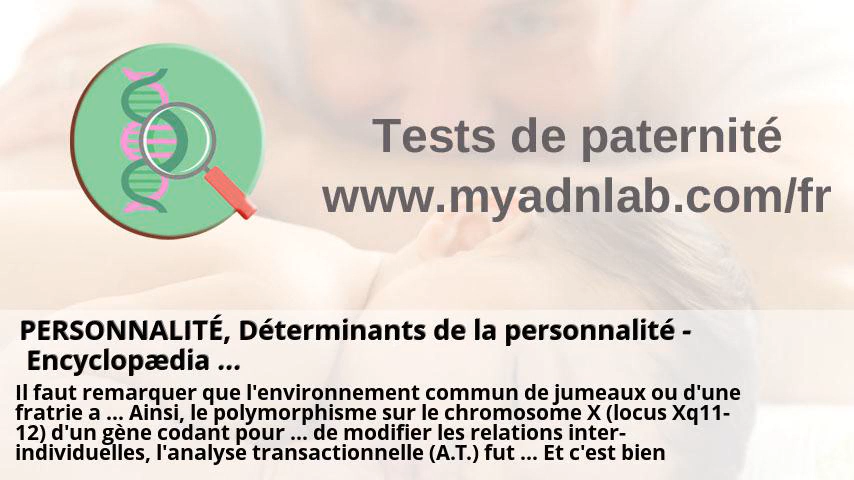 Tests de paternité
www.myadnlab.com/fr
PERSONNALITÉ, Déterminants de la personnalité -
Encyclopædia ...
Il faut remarquer que l'environnement commun de jumeaux ou d'une
fratrie a ... Ainsi, le polymorphisme sur le chromosome X (locus Xq11-
12) d'un gène codant pour ... de modifier les relations inter-
individuelles, l'analyse transactionnelle (A.T.) fut ... Et c'est bien